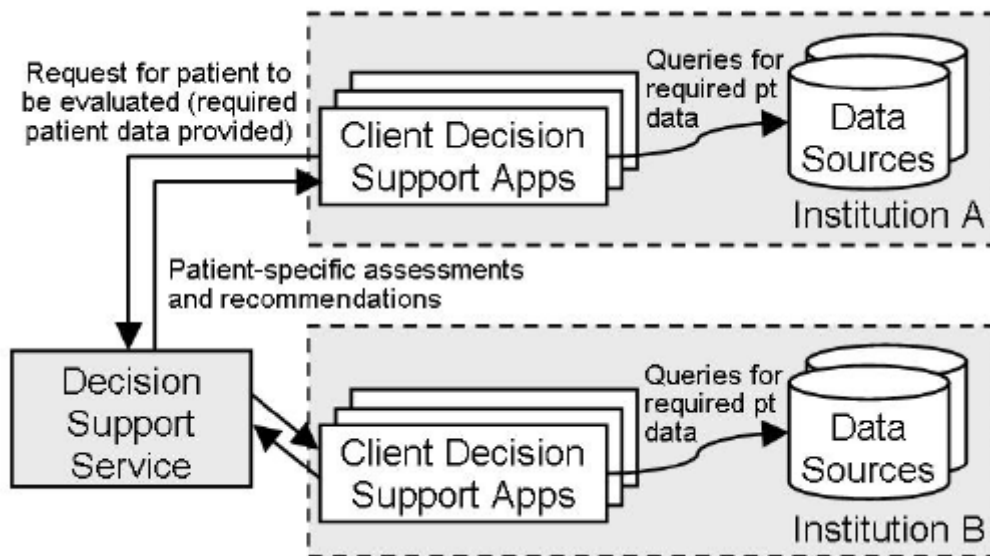 Request for patient to
be evaluated (required
patient data provided)
Queries for
required pt
data
Client Decision
Support Apps
Data
Sources
Institution A
Patient-specific assessments
and recommendations
Decision
Support
Service
Queries for
required pt
data
Client Decision
Support Apps
Data
Sources
Institution B